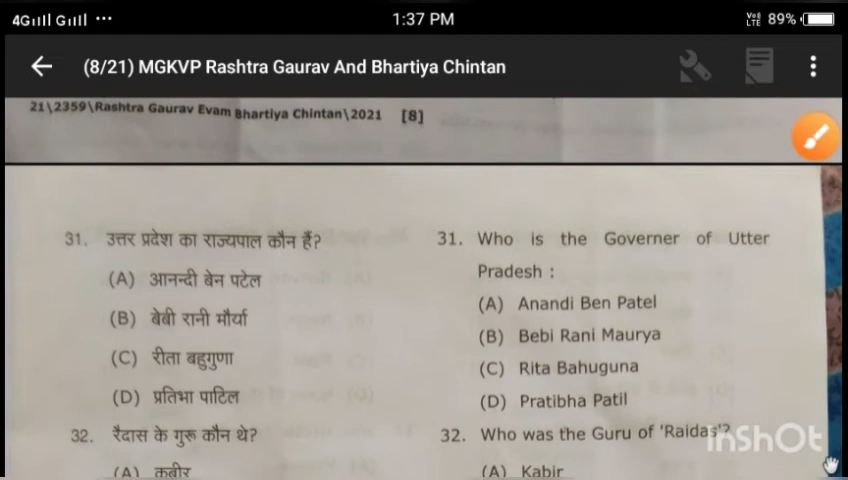 4G G 1:37 PM VoI LTE 89%
(8/21) MGKVP Rashtra Gaurav And Bhartiya Chintan
21\2359\Rashtra Gaurav Evam Bhartiya Chintan\2021 [8]
31. उत्तर प्रदेश का राज्यपाल कौन हैं?
(A) आनन्दी बेन पटेल
(B) बेबी रानी मौर्या
(C) रीता बहुगुणा
(D) प्रतिभा पाटिल
32. रैदास के गुरू कौन थे?
(A) कबीर
31. Who is the Governer of Utter
Pradesh :
(A) Anandi Ben Patel
(B) Bebi Rani Maurya
(C) Rita Bahuguna
(D) Pratibha Patil
32. Who was the Guru of 'Raidas'?
(A) Kabir
InShOt